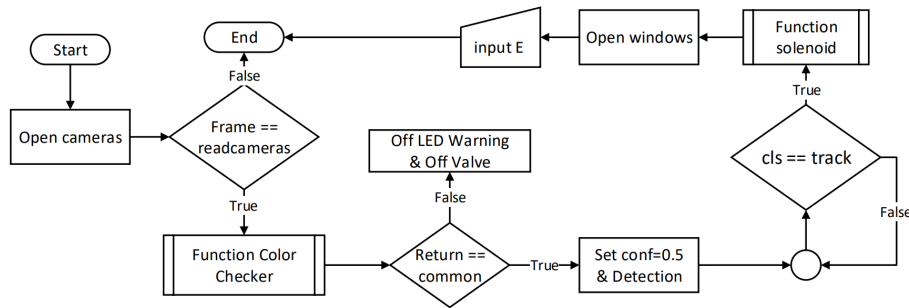 Start
Open cameras
Frame ==
readcameras
False
End
True
Function Color
Checker
Return ==
common
False
Off LED Warning
& Off Valve
True
Set conf=0.5
& Detection
cls == track
False
True
Function
solenoid
Open windows
input E